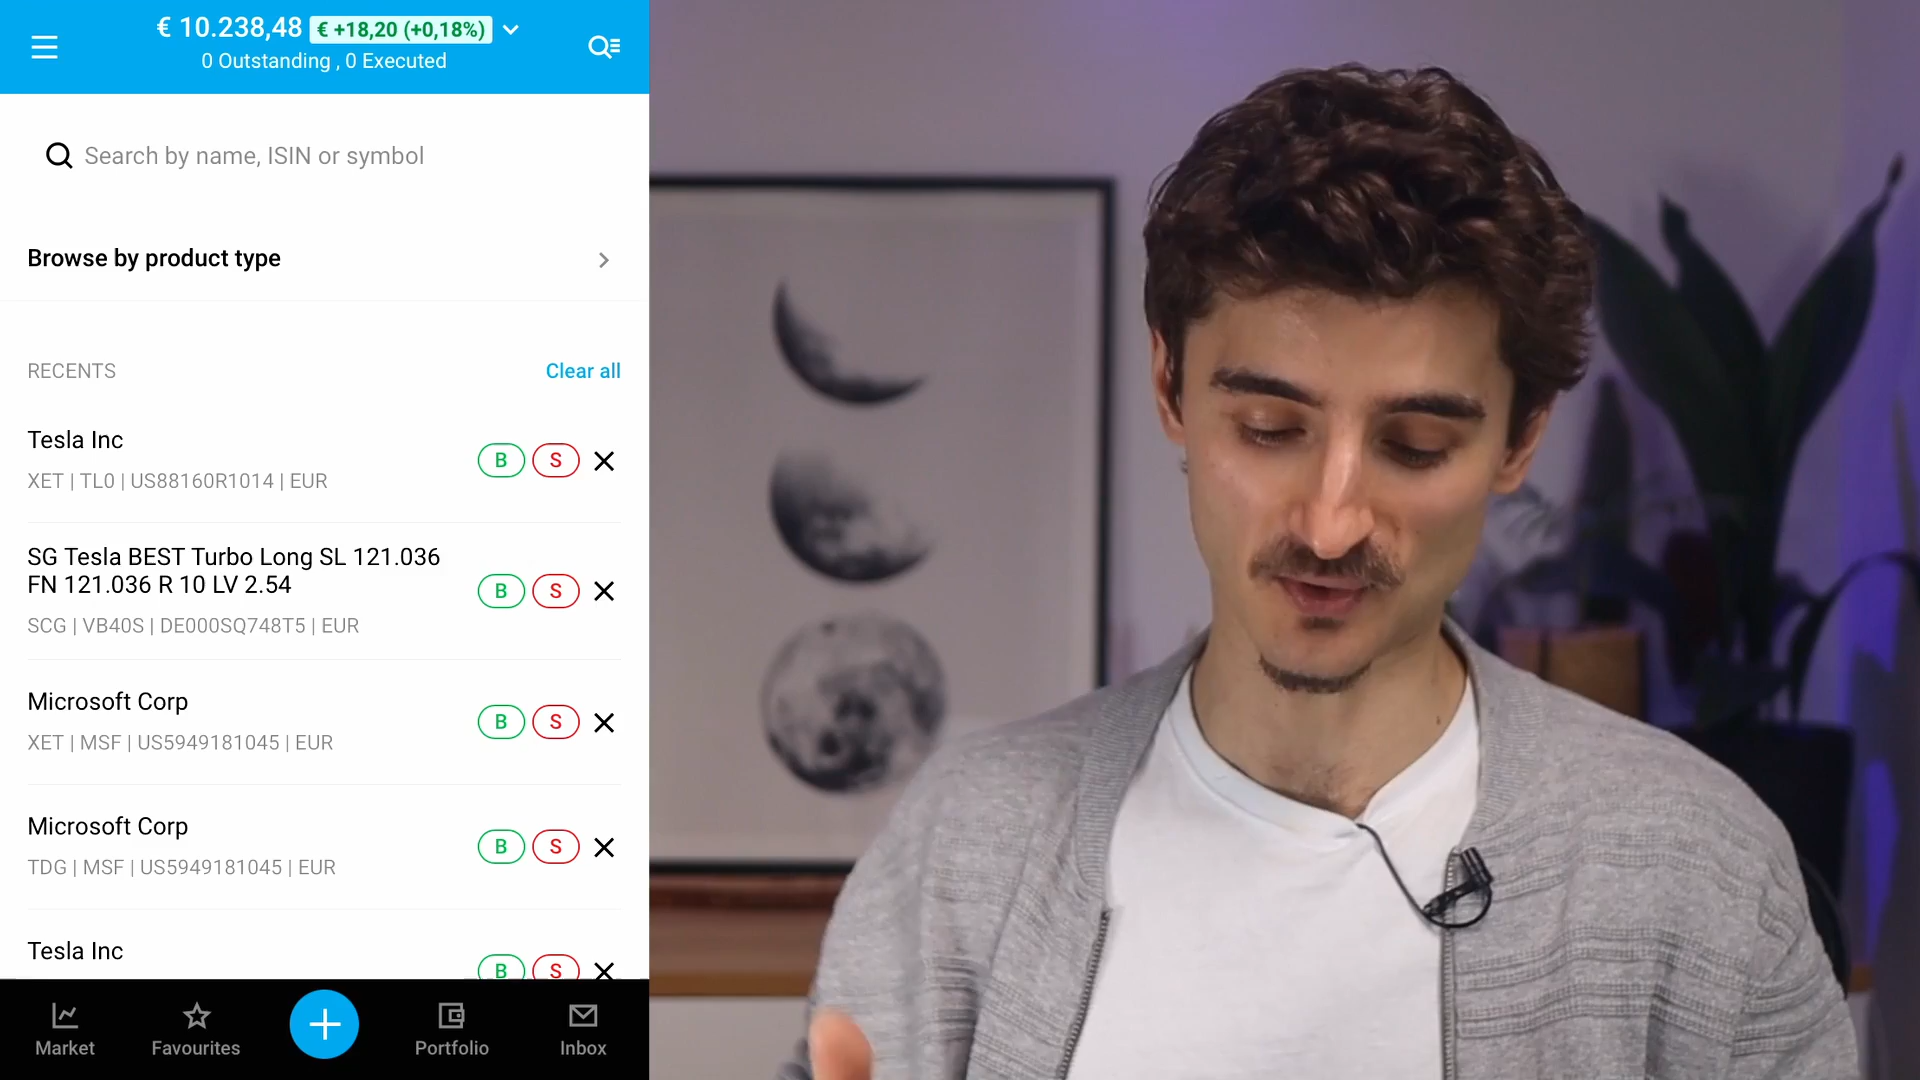 € 10.238,48 € +18,20 (+0,18%)
0 Outstanding , 0 Executed
Search by name, ISIN or symbol
Browse by product type
RECENTS
Clear all
Tesla Inc
B S
XET | TL0 | US88160R1014 | EUR
SG Tesla BEST Turbo Long SL 121.036
FN 121.036 R 10 LV 2.54
B S
SCG | VB40S | DE000SQ748T5 | EUR
Microsoft Corp
B S
XET | MSF | US5949181045 | EUR
Microsoft Corp
B S
TDG | MSF | US5949181045 | EUR
Tesla Inc
B S
Market Favourites Portfolio Inbox